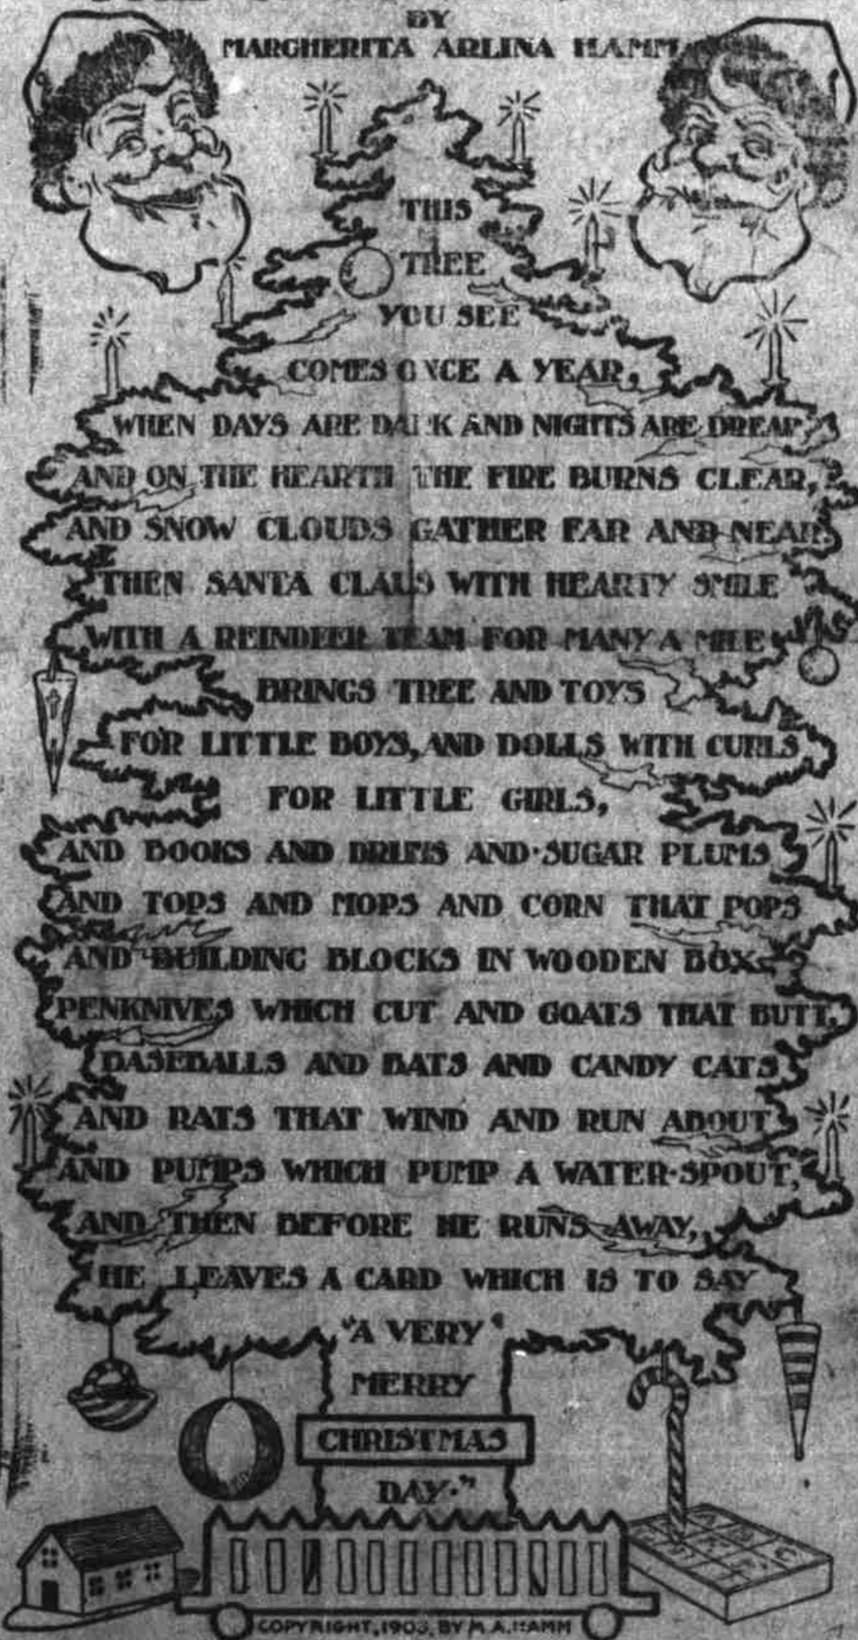 BY
MARGHERITA ARLINA HAMM
THIS
TREE
YOU SEE
COMES ONCE A YEAR,
WHEN DAYS ARE DARK AND NIGHTS ARE DREAR
AND ON THE HEARTH THE FIRE BURNS CLEAR,
AND SNOW CLOUDS GATHER FAR AND NEAR
THEN SANTA CLAUS WITH HEARTY SMILE
WITH A REINDEER TEAM FOR MANY A MILE
BRINGS TREE AND TOYS
FOR LITTLE BOYS, AND DOLLS WITH CURLS
FOR LITTLE GIRLS,
AND BOOKS AND DRUMS AND SUGAR PLUMS
AND TOPS AND MOPS AND CORN THAT POPS
AND BUILDING BLOCKS IN WOODEN BOX
PENKNIVES WHICH CUT AND GOATS THAT BUTT,
BASEBALLS AND BATS AND CANDY CATS
AND RATS THAT WIND AND RUN ABOUT
AND PUMPS WHICH PUMP A WATER-SPOUT,
AND THEN BEFORE HE RUNS AWAY,
HE LEAVES A CARD WHICH IS TO SAY
"A VERY
MERRY
CHRISTMAS
DAY."
COPYRIGHT, 1903, BY M. A. HAMM